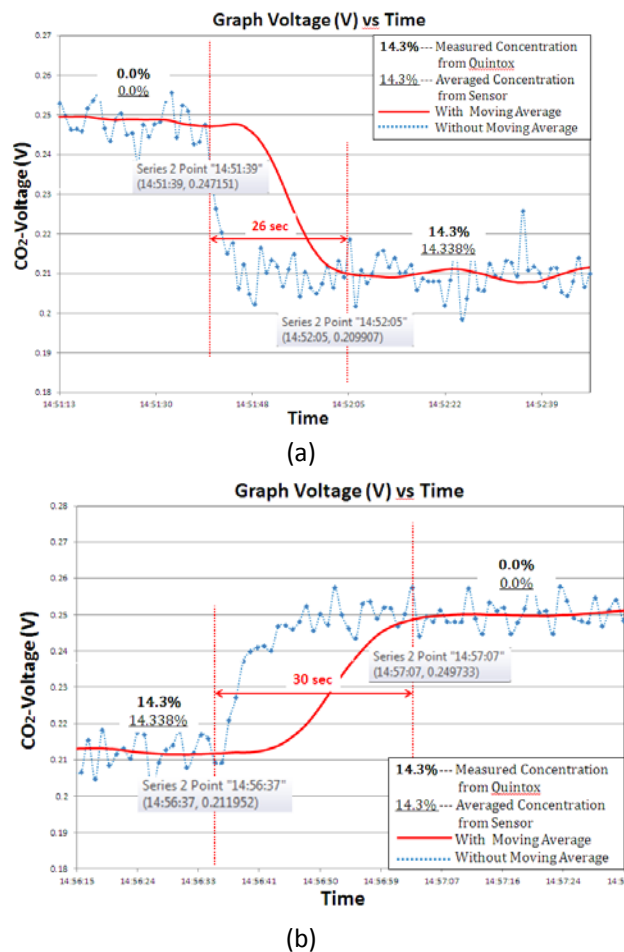 Graph Voltage (V) vs Time
0.27
0.26
0.25
0.24
0.23
0.22
0.21
0.2
0.19
0.18
CO2-Voltage (V)
0.0%
0.0%
14.3% --- Measured Concentration
from Quintox
14.3% --- Averaged Concentration
from Sensor
With Moving Average
Without Moving Average
Series 2 Point "14:51:39"
(14:51:39, 0.247151)
26 sec
14.3%
14.338%
Series 2 Point "14:52:05"
(14:52:05, 0.209907)
14:51:13 14:51:30 14:51:48 14:52:05 14:52:22 14:52:39
Time
(a)
Graph Voltage (V) vs Time
0.28
0.27
0.26
0.25
0.24
0.23
0.22
0.21
0.2
0.19
0.18
CO2-Voltage (V)
0.0%
0.0%
Series 2 Point "14:57:07"
(14:57:07, 0.249733)
30 sec
14.3%
14.338%
Series 2 Point "14:56:37"
(14:56:37, 0.211952)
14.3% --- Measured Concentration
from Quintox
14.3% --- Averaged Concentration
from Sensor
With Moving Average
Without Moving Average
14:56:15 14:56:24 14:56:33 14:56:41 14:56:50 14:56:59 14:57:07 14:57:16 14:57:24
Time
(b)